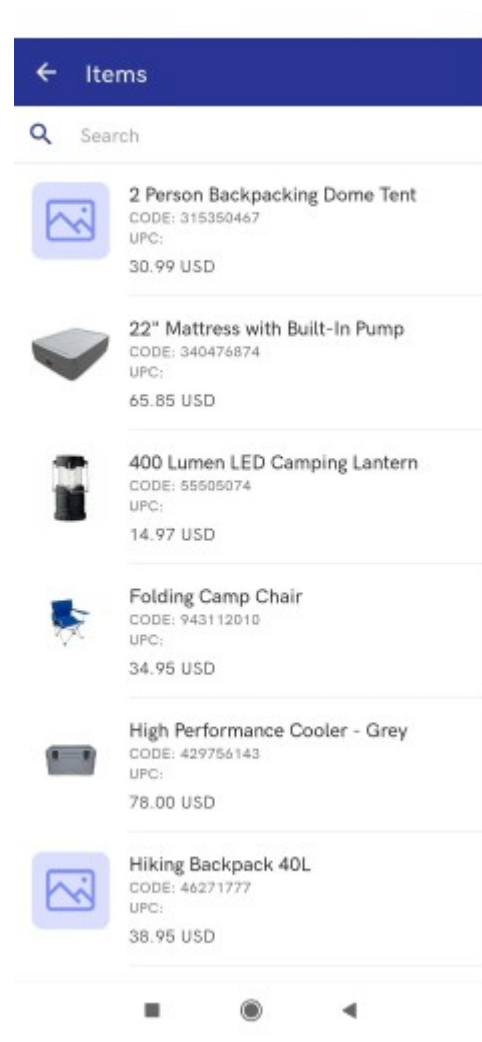 Items
Search
2 Person Backpacking Dome Tent
CODE: 315350467
UPC:
30.99 USD
22" Mattress with Built-In Pump
CODE: 340476874
UPC:
65.85 USD
400 Lumen LED Camping Lantern
CODE: 55505074
UPC:
14.97 USD
Folding Camp Chair
CODE: 943112010
UPC:
34.95 USD
High Performance Cooler - Grey
CODE: 429756143
UPC:
78.00 USD
Hiking Backpack 40L
CODE: 46271777
UPC:
38.95 USD